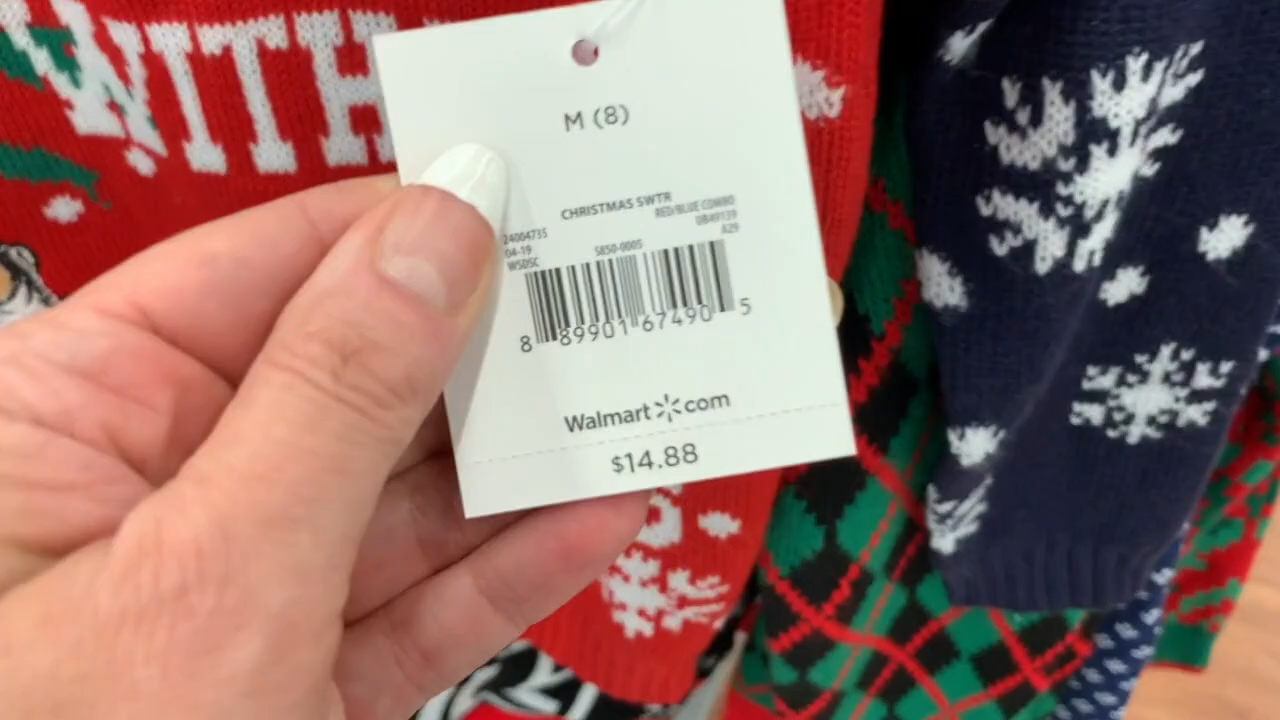 WITH
M (8)
CHRISTMAS SWTR
RED/BLUE COMBO
24004735
UB49139
04-19
5850-0005
A29
WSDSC
8 89901 67490 5
Walmart com
$14.88